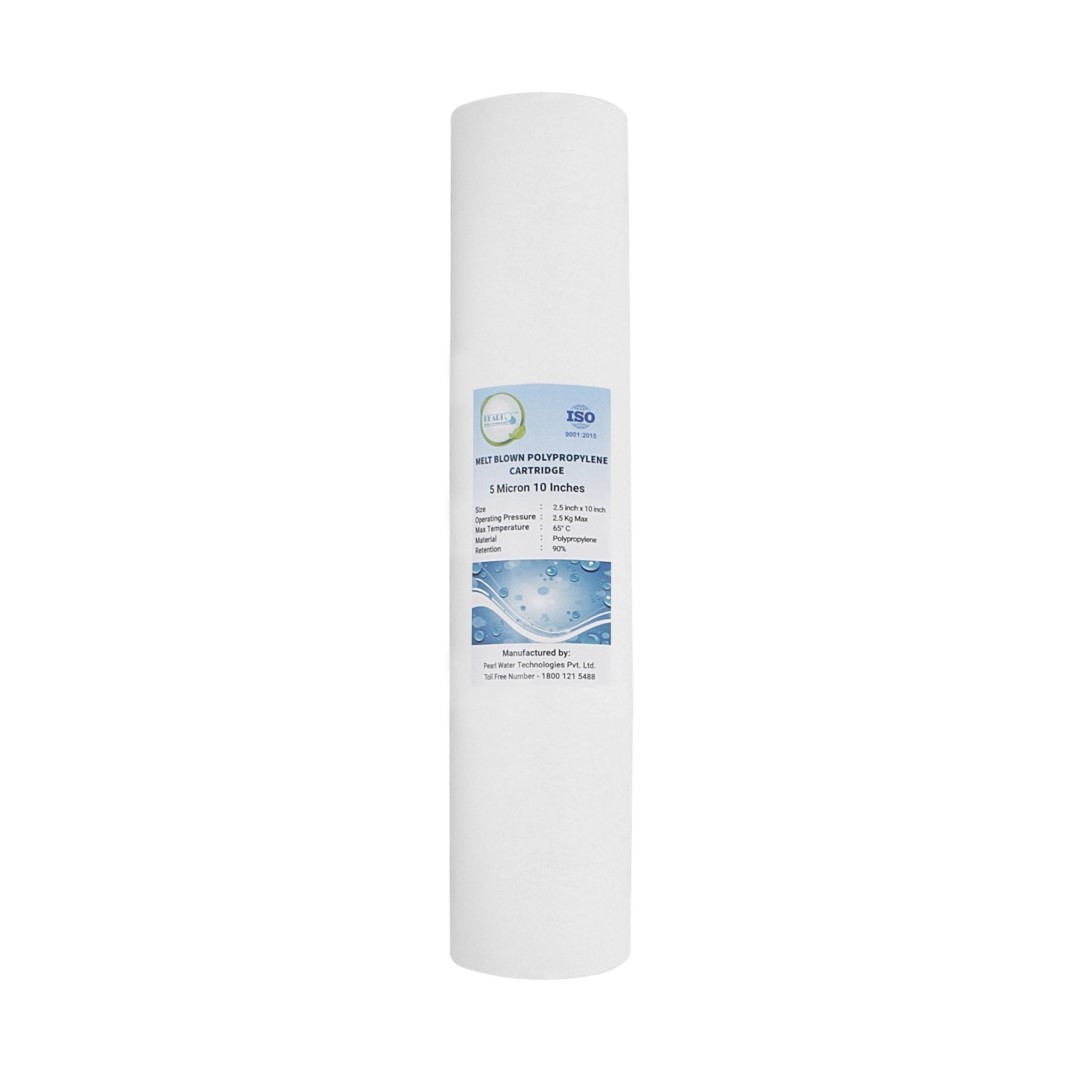 PEARL
ISO
9001:2015
MELT BLOWN POLYPROPYLENE
CARTRIDGE
5 Micron 10 Inches
Size : 2.5 inch x 10 inch
Operating Pressure : 2.5 Kg Max
Max Temperature : 65° C
Material : Polypropylene
Retention : 90%
Manufactured by:
Pearl Water Technologies Pvt. Ltd.
Toll Free Number - 1800 121 5488